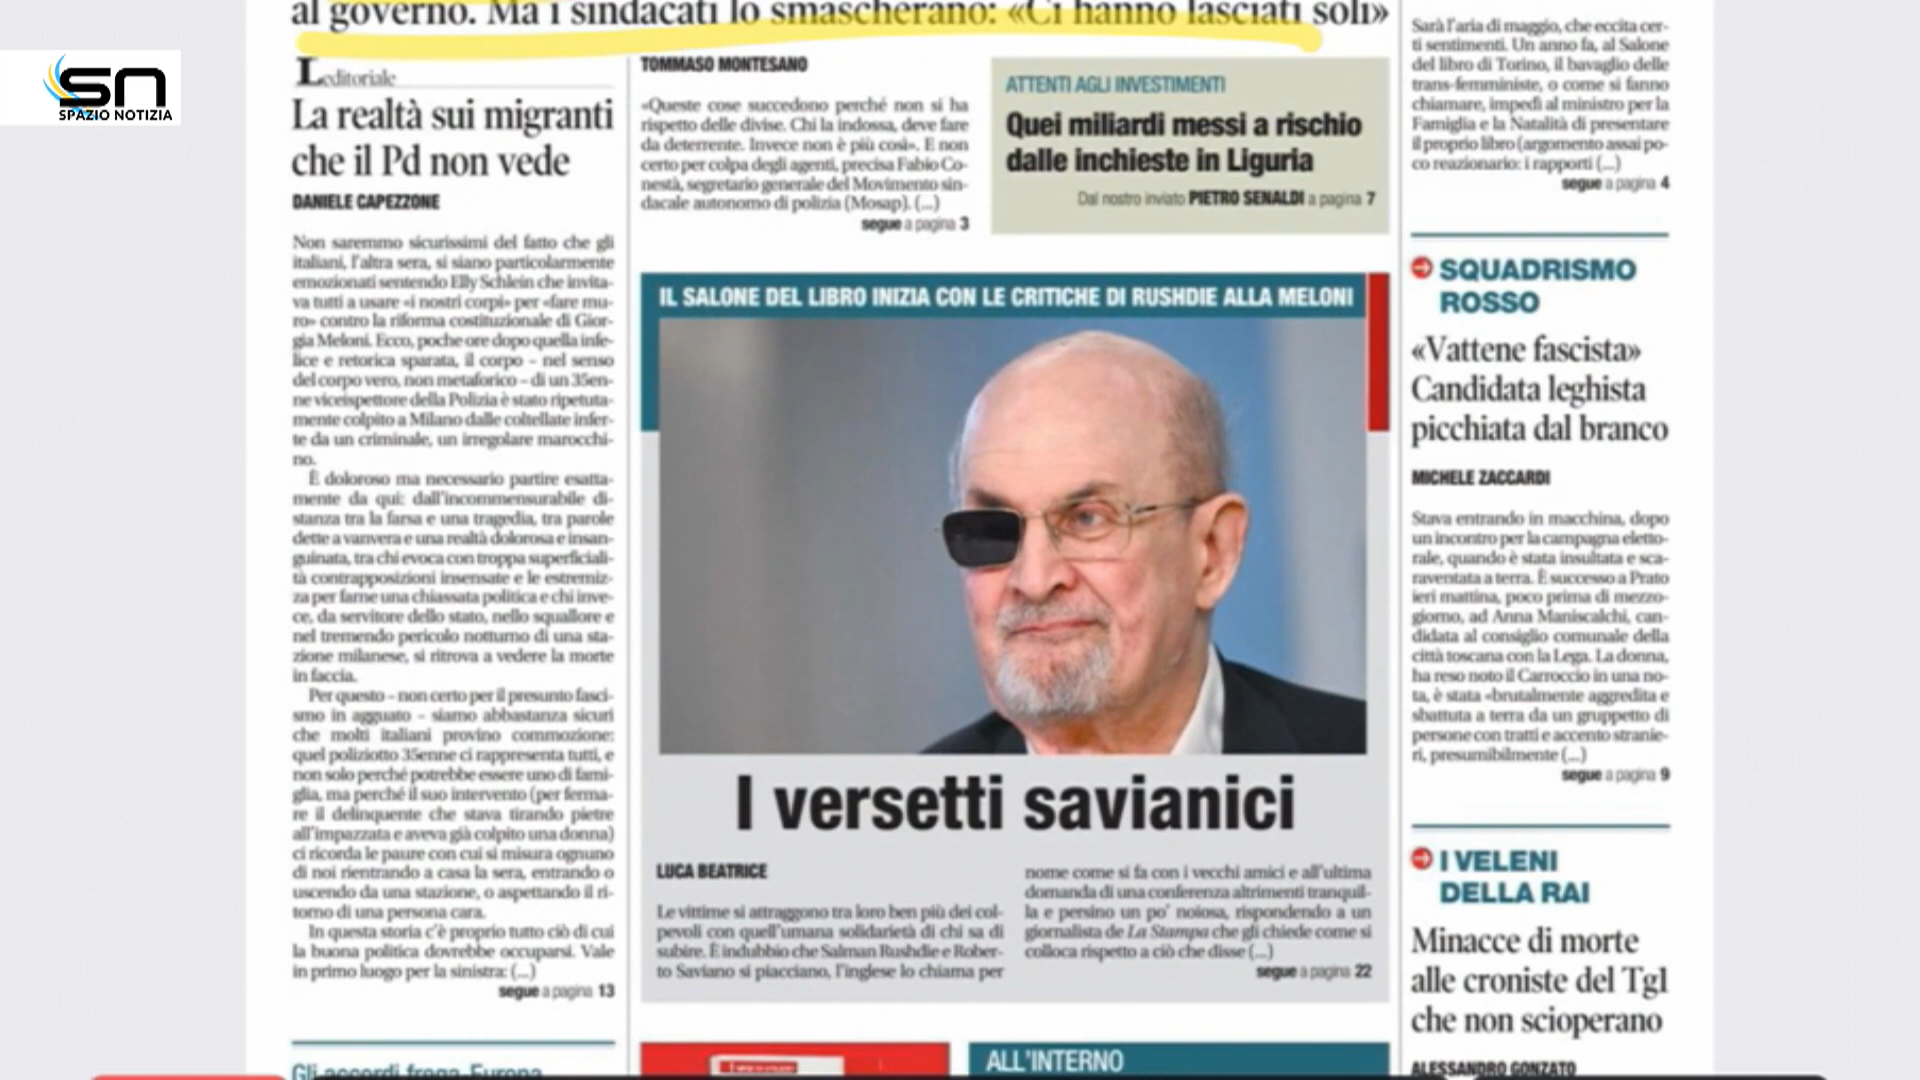 al governo. Ma i sindacati lo smascherano: «Ci hanno lasciati soli»
SN
SPAZIO NOTIZIA
L'editoriale
La realtà sui migranti
che il Pd non vede
DANIELE CAPEZZONE
Non saremmo sicurissimi del fatto che gli
italiani, l'altra sera, si siano particolarmente
emozionati sentendo Elly Schlein che invita-
va tutti a usare «i nostri corpi» per «fare mu-
ro» contro la riforma costituzionale di Gior-
gia Meloni. Ecco, poche ore dopo quella infe-
lice e retorica sparata, il corpo - nel senso
del corpo vero, non metaforico - di un 35en-
ne viceispettore della Polizia è stato ripetuta-
mente colpito a Milano dalle coltellate infer-
te da un criminale, un irregolare marocchi-
no.
È doloroso ma necessario partire esatta-
mente da qui: dall'incommensurabile di-
stanza tra la farsa e una tragedia, tra parole
dette a vanvera e una realtà dolorosa e insan-
guinata, tra chi evoca con troppa superficiali-
tà contrapposizioni insensate e le estremiz-
za per farne una chiassata politica e chi inve-
ce, da servitore dello stato, nello squallore e
nel tremendo pericolo notturno di una sta-
zione milanese, si ritrova a vedere la morte
in faccia.
Per questo - non certo per il presunto fasci-
smo in agguato - siamo abbastanza sicuri
che molti italiani provino commozione:
quel poliziotto 35enne ci rappresenta tutti, e
non solo perché potrebbe essere uno di fami-
glia, ma perché il suo intervento (per ferma-
re il delinquente che stava tirando pietre
all'impazzata e aveva già colpito una donna)
ci ricorda le paure con cui si misura ognuno
di noi rientrando a casa la sera, entrando o
uscendo da una stazione, o aspettando il ri-
torno di una persona cara.
In questa storia c'è proprio tutto ciò di cui
la buona politica dovrebbe occuparsi. Vale
in primo luogo per la sinistra: (...)
segue a pagina 13
Gli accordi frega-Europa
TOMMASO MONTESANO
«Queste cose succedono perché non si ha
rispetto delle divise. Chi la indossa, deve fare
da deterrente. Invece non è più così». E non
certo per colpa degli agenti, precisa Fabio Co-
nestà, segretario generale del Movimento sin-
dacale autonomo di polizia (Mosap). (...)
segue a pagina 3
ATTENTI AGLI INVESTIMENTI
Quei miliardi messi a rischio
dalle inchieste in Liguria
Dal nostro inviato PIETRO SENALDI a pagina 7
IL SALONE DEL LIBRO INIZIA CON LE CRITICHE DI RUSHDIE ALLA MELONI
I versetti savianici
LUCA BEATRICE
Le vittime si attraggono tra loro ben più dei col-
pevoli con quell'umana solidarietà di chi sa di
subire. È indubbio che Salman Rushdie e Rober-
to Saviano si piacciano, l'inglese lo chiama per
nome come si fa con i vecchi amici e all'ultima
domanda di una conferenza altrimenti tranquil-
la e persino un po' noiosa, rispondendo a un
giornalista de La Stampa che gli chiede come si
colloca rispetto a ciò che disse (...)
segue a pagina 22
ALL'INTERNO
Sarà l'aria di maggio, che eccita cer-
ti sentimenti. Un anno fa, al Salone
del libro di Torino, il bavaglio delle
trans-femministe, o come si fanno
chiamare, impedì al ministro per la
Famiglia e la Natalità di presentare
il proprio libro (argomento assai po-
co reazionario: i rapporti (...)
segue a pagina 4
SQUADRISMO
ROSSO
«Vattene fascista»
Candidata leghista
picchiata dal branco
MICHELE ZACCARDI
Stava entrando in macchina, dopo
un incontro per la campagna eletto-
rale, quando è stata insultata e sca-
raventata a terra. È successo a Prato
ieri mattina, poco prima di mezzo-
giorno, ad Anna Maniscalchi, can-
didata al consiglio comunale della
città toscana con la Lega. La donna,
ha reso noto il Carroccio in una no-
ta, è stata «brutalmente aggredita e
sbattuta a terra da un gruppetto di
persone con tratti e accento stranie-
ri, presumibilmente (...)
segue a pagina 9
I VELENI
DELLA RAI
Minacce di morte
alle croniste del Tg1
che non scioperano
ALESSANDRO GONZATO